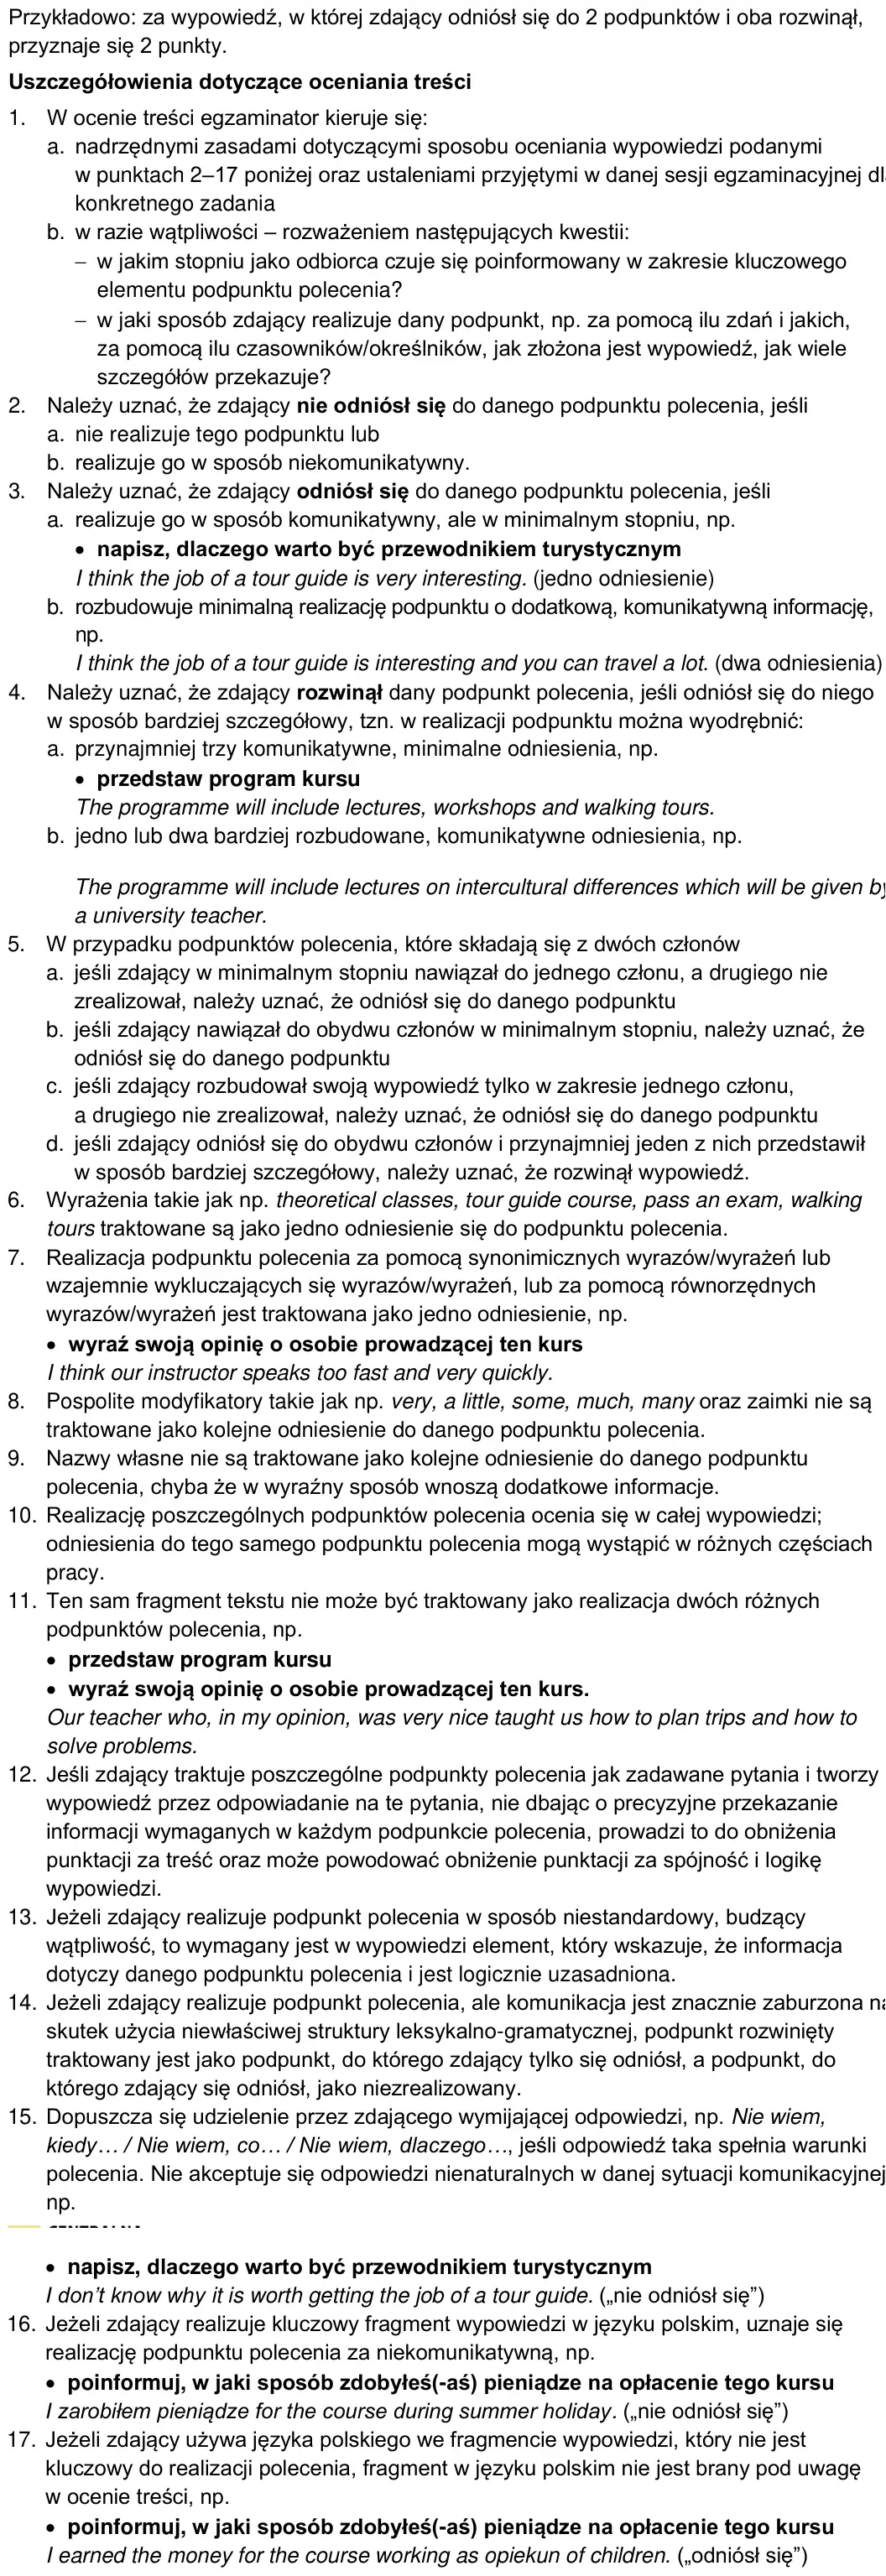 Przykładowo: za wypowiedź, w której zdający odniósł się do 2 podpunktów i oba rozwinął,
przyznaje się 2 punkty.
Uszczegółowienia dotyczące oceniania treści
1. W ocenie treści egzaminator kieruje się:
a. nadrzędnymi zasadami dotyczącymi sposobu oceniania wypowiedzi podanymi
w punktach 2–17 poniżej oraz ustaleniami przyjętymi w danej sesji egzaminacyjnej dl
konkretnego zadania
b. w razie wątpliwości – rozważeniem następujących kwestii:
– w jakim stopniu jako odbiorca czuje się poinformowany w zakresie kluczowego
elementu podpunktu polecenia?
– w jaki sposób zdający realizuje dany podpunkt, np. za pomocą ilu zdań i jakich,
za pomocą ilu czasowników/określników, jak złożona jest wypowiedź, jak wiele
szczegółów przekazuje?
2. Należy uznać, że zdający nie odniósł się do danego podpunktu polecenia, jeśli
a. nie realizuje tego podpunktu lub
b. realizuje go w sposób niekomunikatywny.
3. Należy uznać, że zdający odniósł się do danego podpunktu polecenia, jeśli
a. realizuje go w sposób komunikatywny, ale w minimalnym stopniu, np.
• napisz, dlaczego warto być przewodnikiem turystycznym
I think the job of a tour guide is very interesting. (jedno odniesienie)
b. rozbudowuje minimalną realizację podpunktu o dodatkową, komunikatywną informację,
np.
I think the job of a tour guide is interesting and you can travel a lot. (dwa odniesienia)
4. Należy uznać, że zdający rozwinął dany podpunkt polecenia, jeśli odniósł się do niego
w sposób bardziej szczegółowy, tzn. w realizacji podpunktu można wyodrębnić:
a. przynajmniej trzy komunikatywne, minimalne odniesienia, np.
• przedstaw program kursu
The programme will include lectures, workshops and walking tours.
b. jedno lub dwa bardziej rozbudowane, komunikatywne odniesienia, np.
The programme will include lectures on intercultural differences which will be given by
a university teacher.
5. W przypadku podpunktów polecenia, które składają się z dwóch członów
a. jeśli zdający w minimalnym stopniu nawiązał do jednego członu, a drugiego nie
zrealizował, należy uznać, że odniósł się do danego podpunktu
b. jeśli zdający nawiązał do obydwu członów w minimalnym stopniu, należy uznać, że
odniósł się do danego podpunktu
c. jeśli zdający rozbudował swoją wypowiedź tylko w zakresie jednego członu,
a drugiego nie zrealizował, należy uznać, że odniósł się do danego podpunktu
d. jeśli zdający odniósł się do obydwu członów i przynajmniej jeden z nich przedstawił
w sposób bardziej szczegółowy, należy uznać, że rozwinął wypowiedź.
6. Wyrażenia takie jak np. theoretical classes, tour guide course, pass an exam, walking
tours traktowane są jako jedno odniesienie się do podpunktu polecenia.
7. Realizacja podpunktu polecenia za pomocą synonimicznych wyrazów/wyrażeń lub
wzajemnie wykluczających się wyrazów/wyrażeń, lub za pomocą równorzędnych
wyrazów/wyrażeń jest traktowana jako jedno odniesienie, np.
• wyraź swoją opinię o osobie prowadzącej ten kurs
I think our instructor speaks too fast and very quickly.
8. Pospolite modyfikatory takie jak np. very, a little, some, much, many oraz zaimki nie są
traktowane jako kolejne odniesienie do danego podpunktu polecenia.
9. Nazwy własne nie są traktowane jako kolejne odniesienie do danego podpunktu
polecenia, chyba że w wyraźny sposób wnoszą dodatkowe informacje.
10. Realizację poszczególnych podpunktów polecenia ocenia się w całej wypowiedzi;
odniesienia do tego samego podpunktu polecenia mogą wystąpić w różnych częściach
pracy.
11. Ten sam fragment tekstu nie może być traktowany jako realizacja dwóch różnych
podpunktów polecenia, np.
• przedstaw program kursu
• wyraź swoją opinię o osobie prowadzącej ten kurs.
Our teacher who, in my opinion, was very nice taught us how to plan trips and how to
solve problems.
12. Jeśli zdający traktuje poszczególne podpunkty polecenia jak zadawane pytania i tworzy
wypowiedź przez odpowiadanie na te pytania, nie dbając o precyzyjne przekazanie
informacji wymaganych w każdym podpunkcie polecenia, prowadzi to do obniżenia
punktacji za treść oraz może powodować obniżenie punktacji za spójność i logikę
wypowiedzi.
13. Jeżeli zdający realizuje podpunkt polecenia w sposób niestandardowy, budzący
wątpliwość, to wymagany jest w wypowiedzi element, który wskazuje, że informacja
dotyczy danego podpunktu polecenia i jest logicznie uzasadniona.
14. Jeżeli zdający realizuje podpunkt polecenia, ale komunikacja jest znacznie zaburzona na
skutek użycia niewłaściwej struktury leksykalno-gramatycznej, podpunkt rozwinięty
traktowany jest jako podpunkt, do którego zdający tylko się odniósł, a podpunkt, do
którego zdający się odniósł, jako niezrealizowany.
15. Dopuszcza się udzielenie przez zdającego wymijającej odpowiedzi, np. Nie wiem,
kiedy… / Nie wiem, co… / Nie wiem, dlaczego…, jeśli odpowiedź taka spełnia warunki
polecenia. Nie akceptuje się odpowiedzi nienaturalnych w danej sytuacji komunikacyjnej
np.
• napisz, dlaczego warto być przewodnikiem turystycznym
I don't know why it is worth getting the job of a tour guide. („nie odniósł się”)
16. Jeżeli zdający realizuje kluczowy fragment wypowiedzi w języku polskim, uznaje się
realizację podpunktu polecenia za niekomunikatywną, np.
• poinformuj, w jaki sposób zdobyłeś(-aś) pieniądze na opłacenie tego kursu
I zarobiłem pieniądze for the course during summer holiday. („nie odniósł się”)
17. Jeżeli zdający używa języka polskiego we fragmencie wypowiedzi, który nie jest
kluczowy do realizacji polecenia, fragment w języku polskim nie jest brany pod uwagę
w ocenie treści, np.
• poinformuj, w jaki sposób zdobyłeś(-aś) pieniądze na opłacenie tego kursu
I earned the money for the course working as opiekun of children. („odniósł się”)